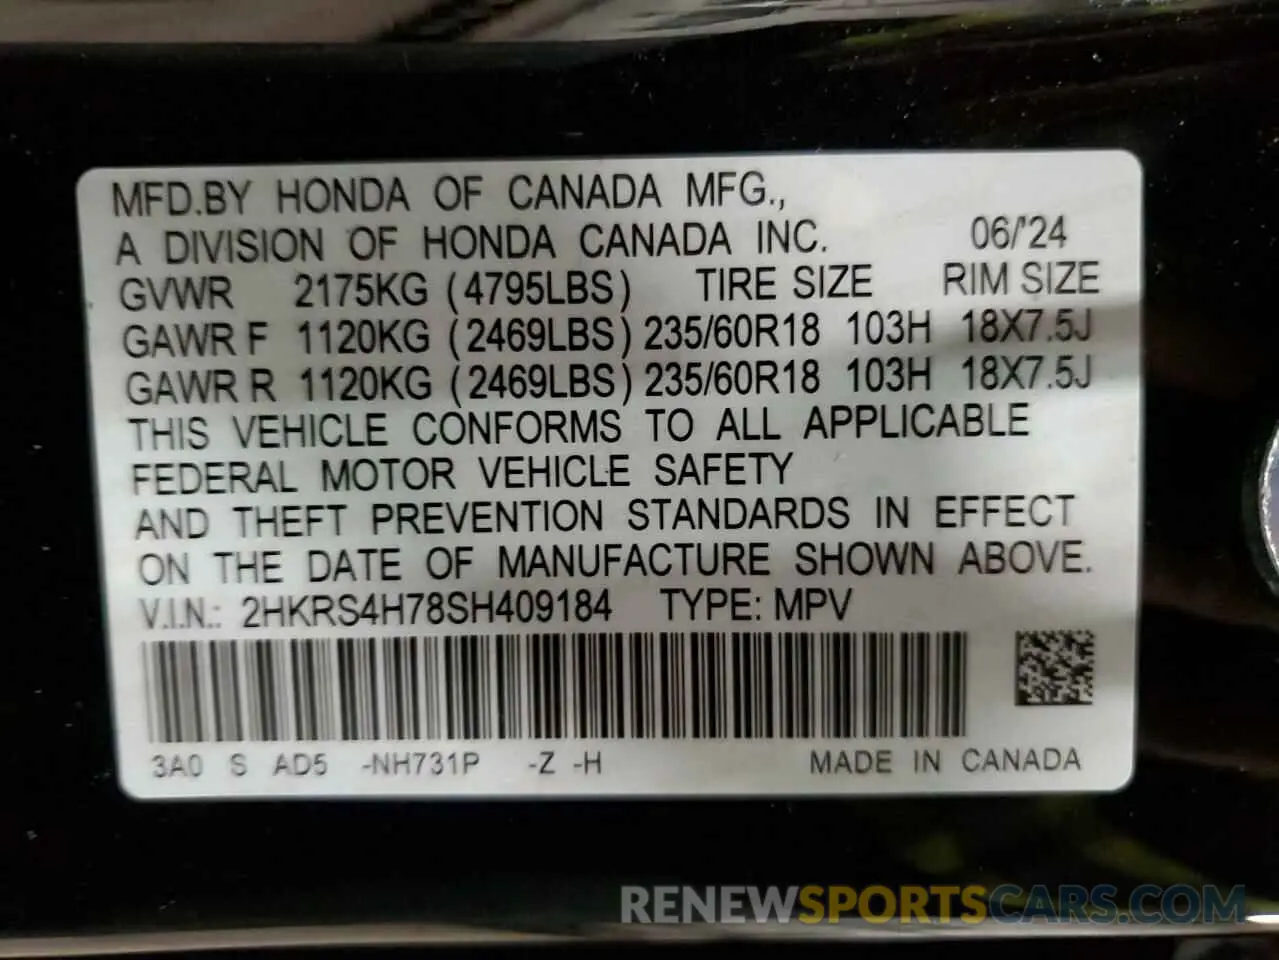 MFD.BY HONDA OF CANADA MFG.,
A DIVISION OF HONDA CANADA INC. 06/'24
GVWR 2175KG (4795LBS) TIRE SIZE RIM SIZE
GAWR F 1120KG (2469LBS) 235/60R18 103H 18X7.5J
GAWR R 1120KG (2469LBS) 235/60R18 103H 18X7.5J
THIS VEHICLE CONFORMS TO ALL APPLICABLE
FEDERAL MOTOR VEHICLE SAFETY
AND THEFT PREVENTION STANDARDS IN EFFECT
ON THE DATE OF MANUFACTURE SHOWN ABOVE.
V.I.N.: 2HKRS4H78SH409184 TYPE: MPV
3A0 S AD5 -NH731P -Z -H MADE IN CANADA
RENEWSPORTSCARS.COM